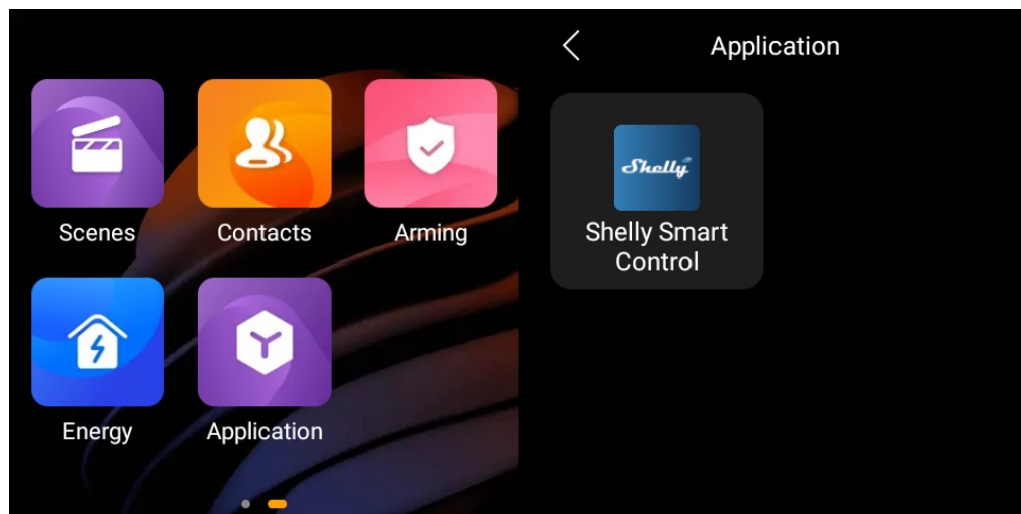 Scenes
Contacts
Arming
Energy
Application
Application
Shelly
Shelly Smart
Control